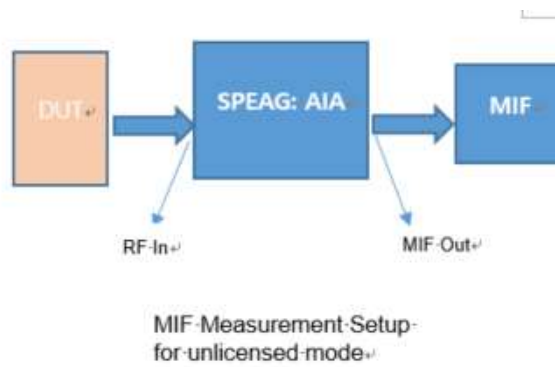 DUT
SPEAG: AIA
MIF
RF In
MIF Out
MIF Measurement Setup
for unlicensed mode